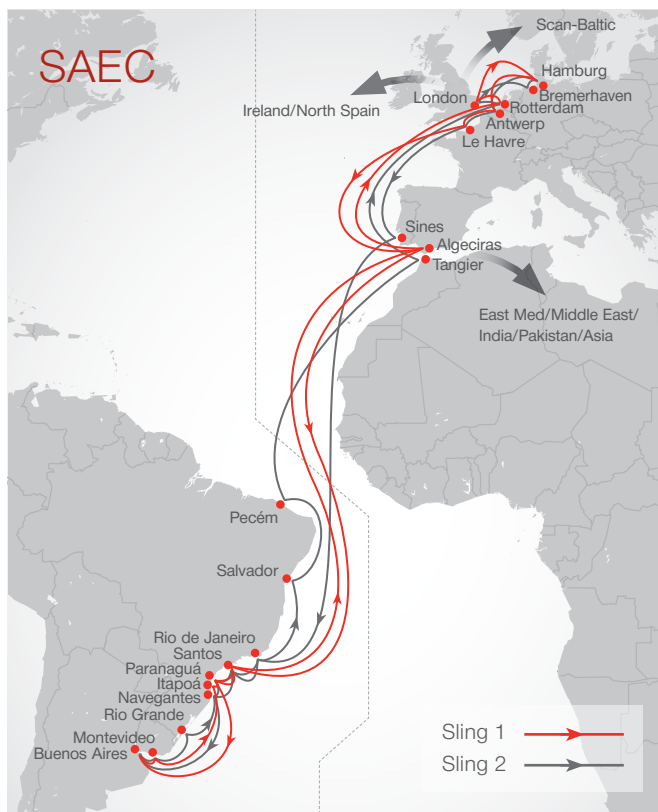 SAEC
Scan-Baltic
Ireland/North Spain
Hamburg
Bremerhaven
London
Rotterdam
Antwerp
Le Havre
Sines
Algeciras
Tangier
East Med/Middle East/
India/Pakistan/Asia
Pecém
Salvador
Rio de Janeiro
Santos
Paranaguá
Itapoá
Navegantes
Rio Grande
Montevideo
Buenos Aires
Sling 1
Sling 2